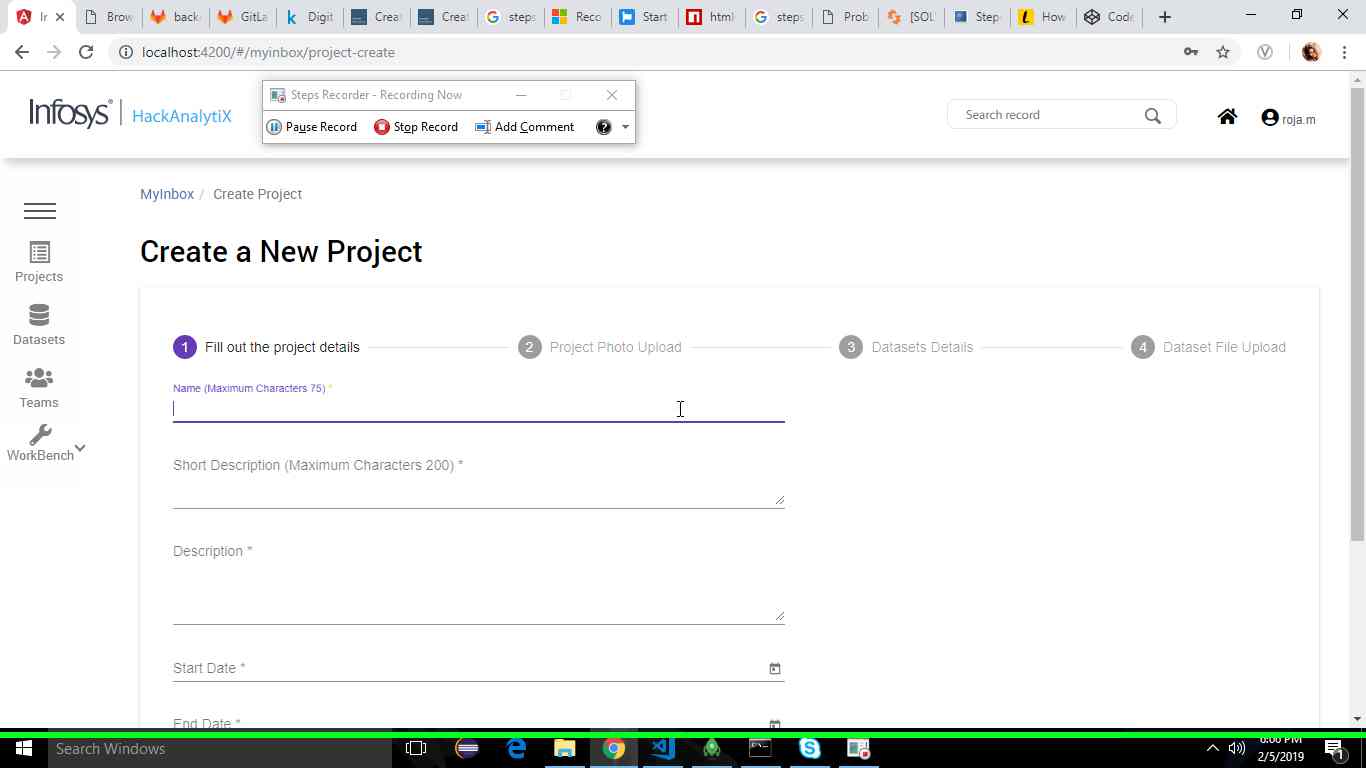 Ir
Brow
back
GitLa
Digit
Creat
Creat
steps
Reco
Start
html
steps
Prob
[SOL
Steps
How
Code
localhost:4200/#/myinbox/project-create
Steps Recorder - Recording Now
Pause Record
Stop Record
Add Comment
Infosys | HackAnalytiX
Search record
roja.m
MyInbox / Create Project
Create a New Project
Projects
Datasets
Teams
WorkBench
1 Fill out the project details
2 Project Photo Upload
3 Datasets Details
4 Dataset File Upload
Name (Maximum Characters 75) *
Short Description (Maximum Characters 200) *
Description *
Start Date *
End Date *
Search Windows
2/5/2019
1